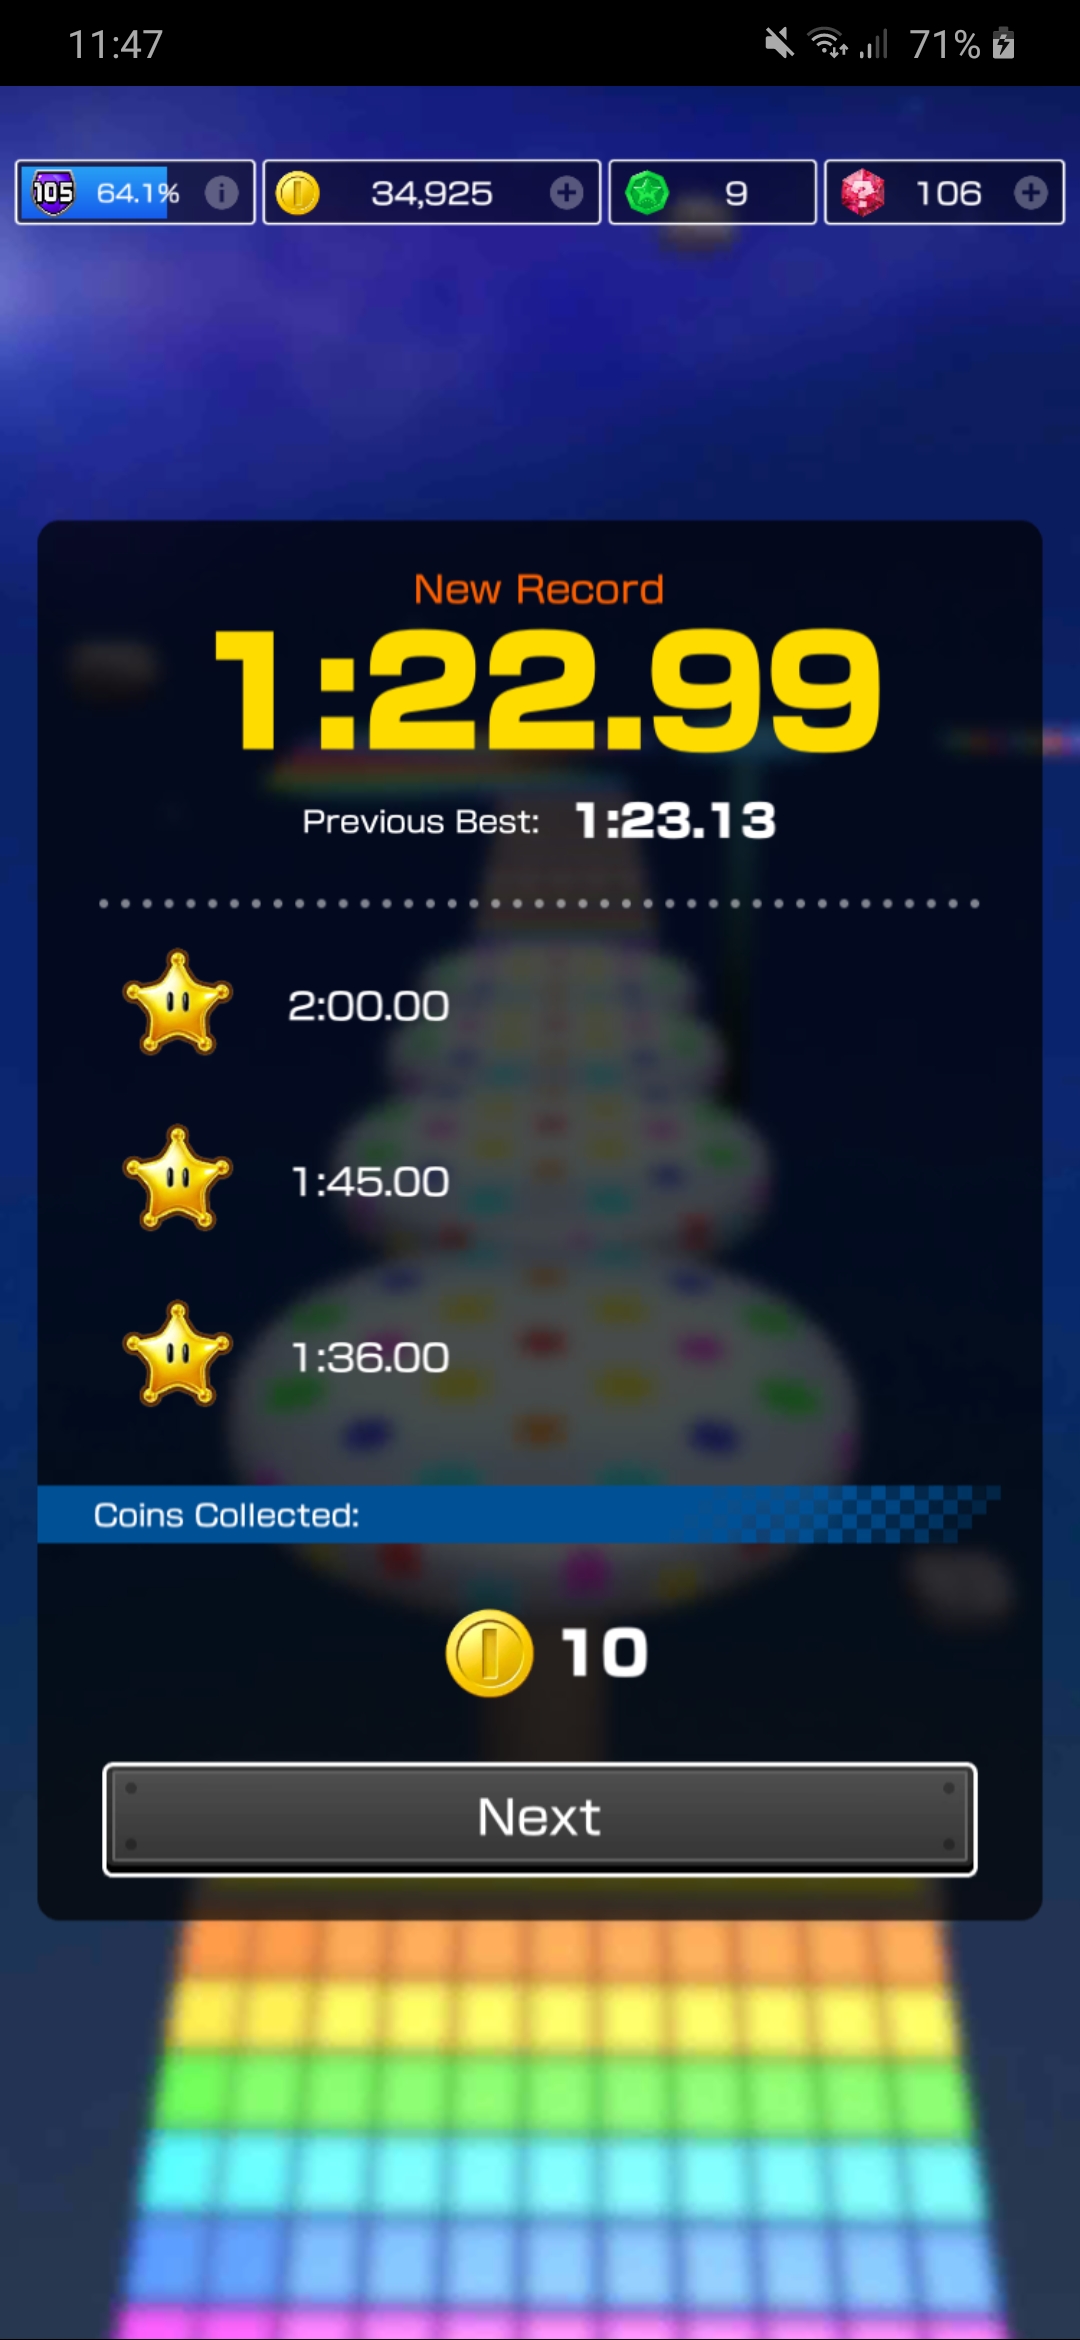 11:47 71%
105 64.1% i 34,925 + 9 ? 106 +
New Record
1:22.99
Previous Best: 1:23.13
2:00.00
1:45.00
1:36.00
Coins Collected:
10
Next